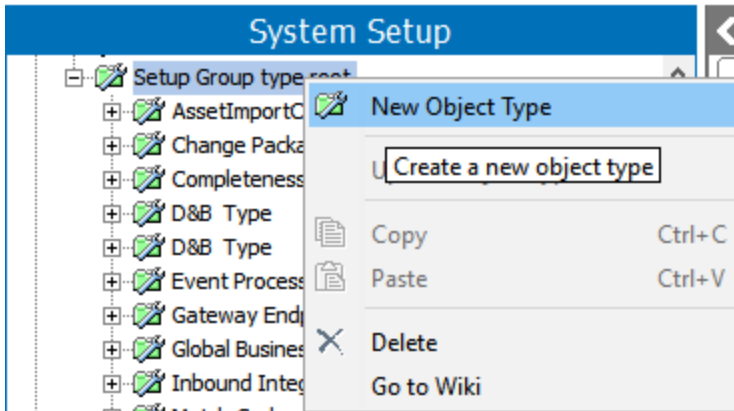 System Setup
Setup Group type root
AssetImportC
New Object Type
Change Packa
Create a new object type
Completeness
D&B Type
D&B Type
Copy Ctrl+C
Event Process
Paste Ctrl+V
Gateway End
Global Busines
Delete
Inbound Integ
Go to Wiki